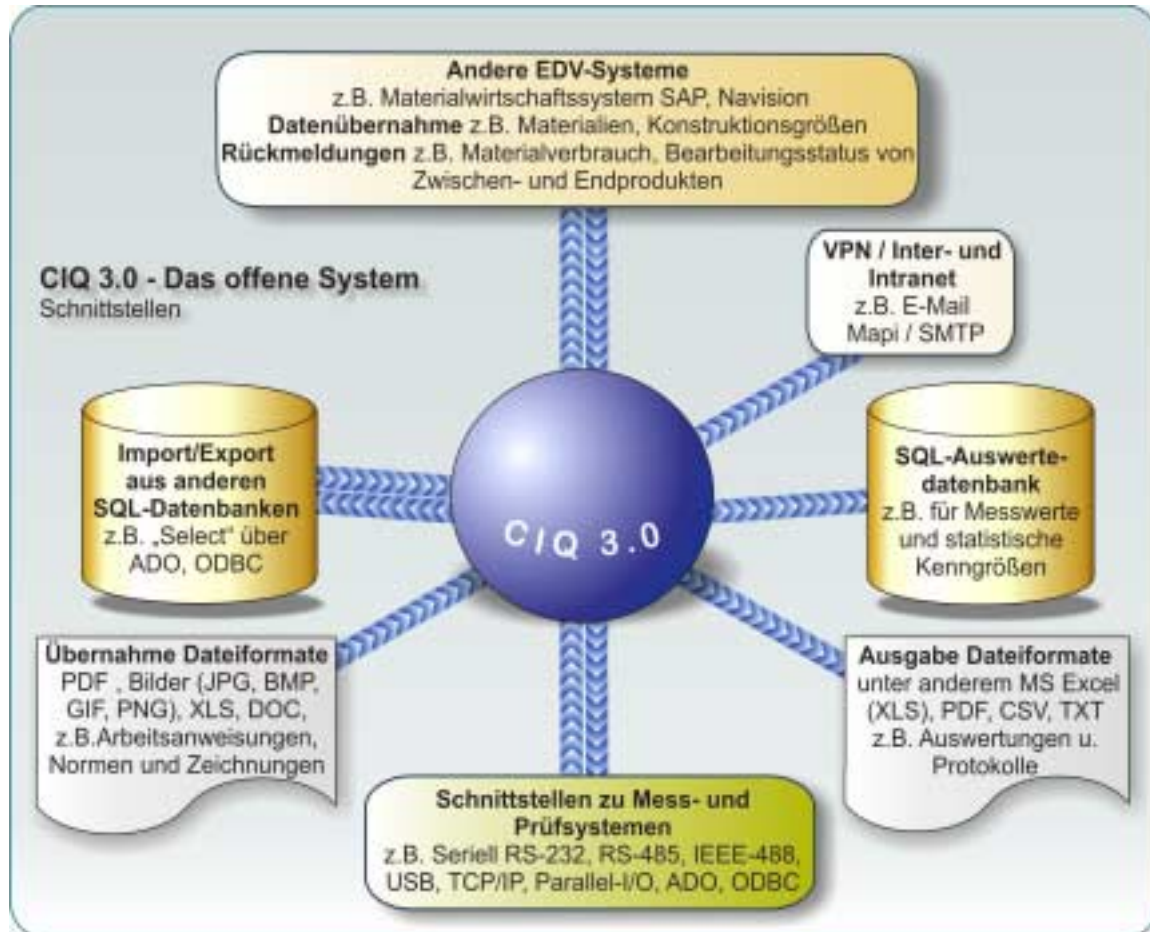 Andere EDV-Systeme
z.B. Materialwirtschaftssystem SAP, Navision
Datenübernahme z.B. Materialien, Konstruktionsgrößen
Rückmeldungen z.B. Materialverbrauch, Bearbeitungsstatus von
Zwischen- und Endprodukten
CIQ 3.0 - Das offene System
Schnittstellen
VPN / Inter- und
Intranet
z.B. E-Mail
Mapi / SMTP
Import/Export
aus anderen
SQL-Datenbanken
z.B. „Select“ über
ADO, ODBC
CIQ 3.0
SQL-Auswerte-
datenbank
z.B. für Messwerte
und statistische
Kenngrößen
Übernahme Dateiformate
PDF , Bilder (JPG, BMP,
GIF, PNG), XLS, DOC,
z.B.Arbeitsanweisungen,
Normen und Zeichnungen
Ausgabe Dateiformate
unter anderem MS Excel
(XLS), PDF, CSV, TXT
z.B. Auswertungen u.
Protokolle
Schnittstellen zu Mess- und
Prüfsystemen
z.B. Seriell RS-232, RS-485, IEEE-488,
USB, TCP/IP, Parallel-I/O, ADO, ODBC